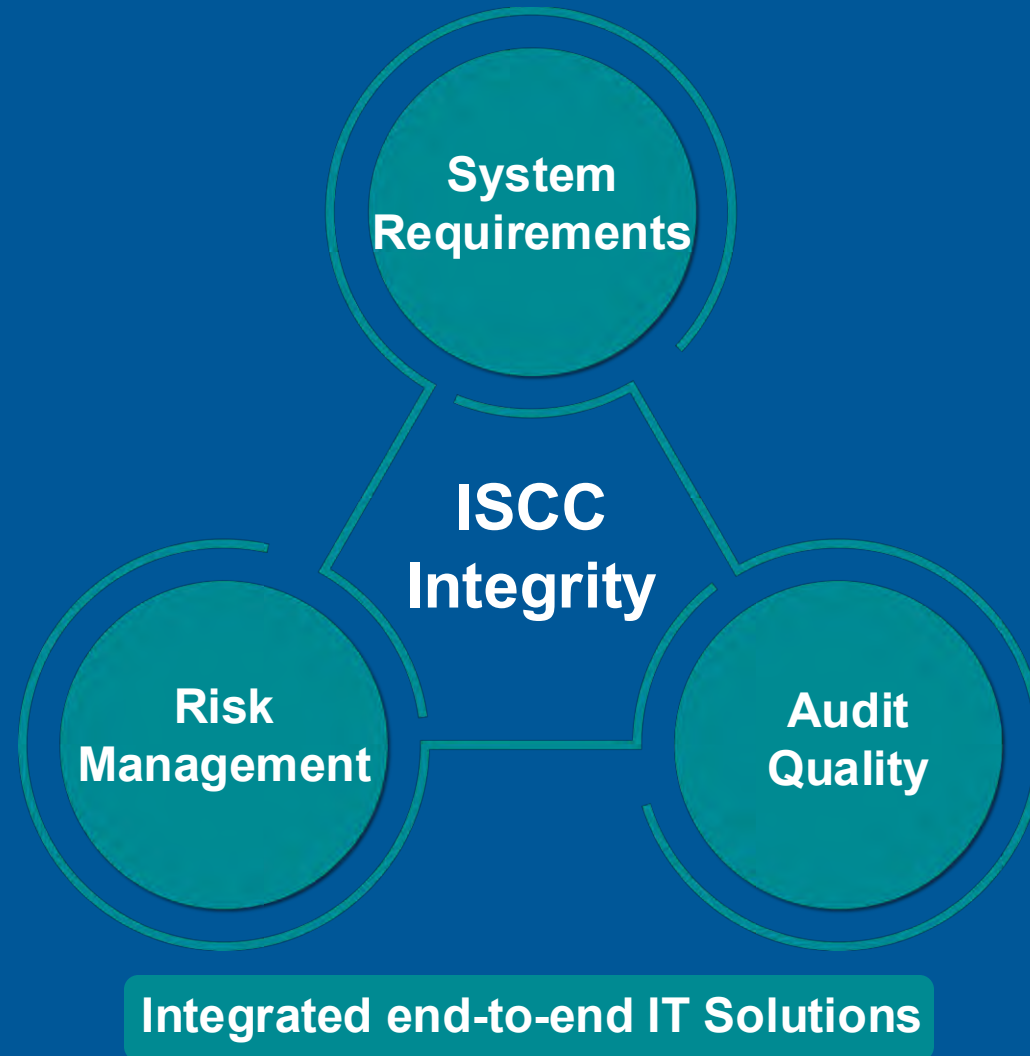 System
Requirements
ISCC
Integrity
Risk
Management
Audit
Quality
Integrated end-to-end IT Solutions